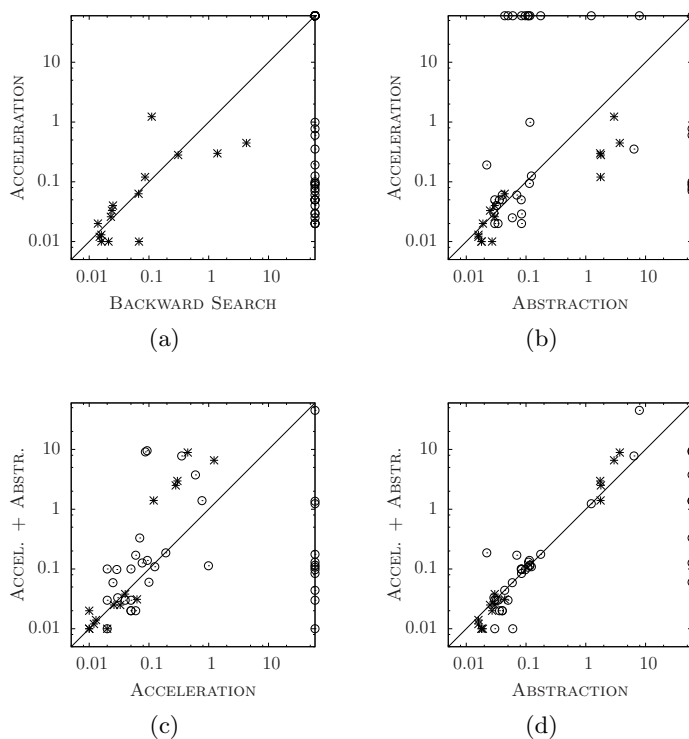 10
1
0.1
0.01
0.01 0.1 1 10
ACCELERATION
BACKWARD SEARCH
(a)
10
1
0.1
0.01
0.01 0.1 1 10
ACCELERATION
ABSTRACTION
(b)
10
1
0.1
0.01
0.01 0.1 1 10
ACCEL. + ABSTR.
ACCELERATION
(c)
10
1
0.1
0.01
0.01 0.1 1 10
ACCEL. + ABSTR.
ABSTRACTION
(d)